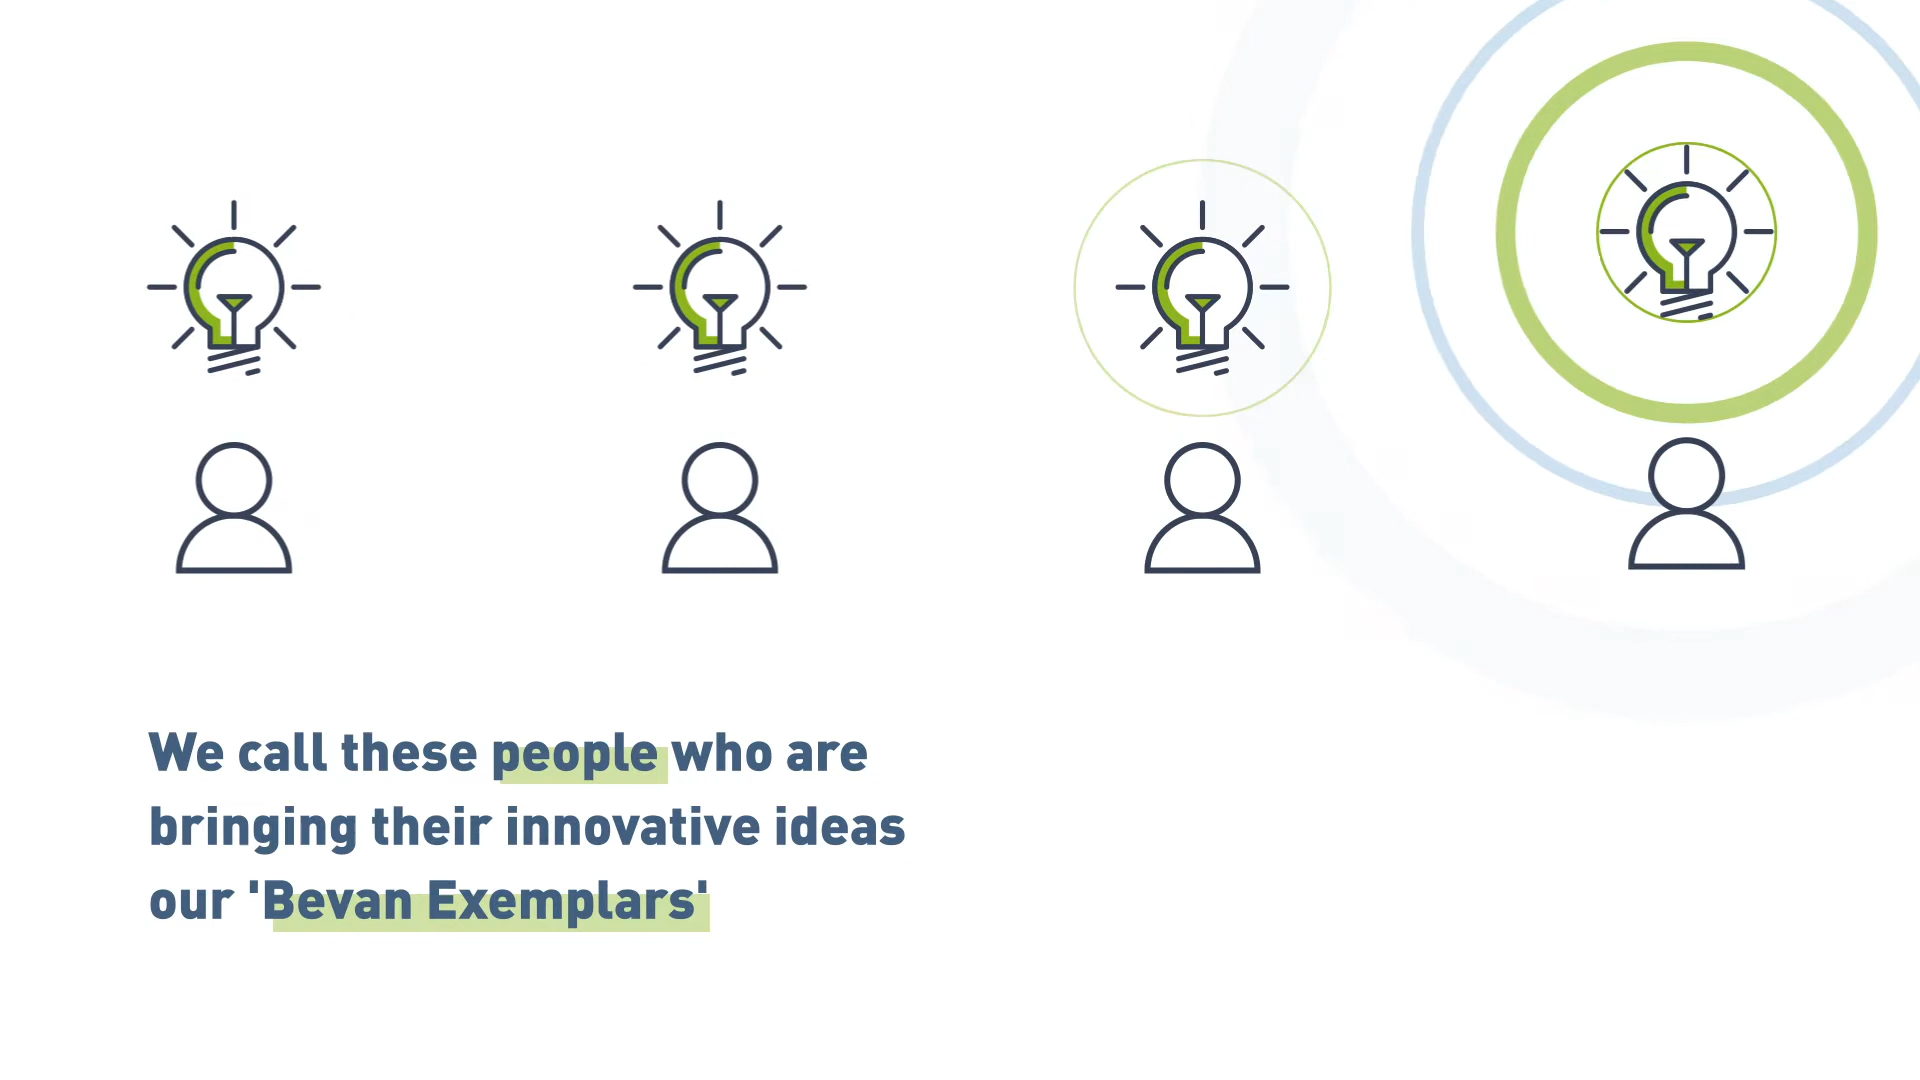 We call these people who are
bringing their innovative ideas
our 'Bevan Exemplars'